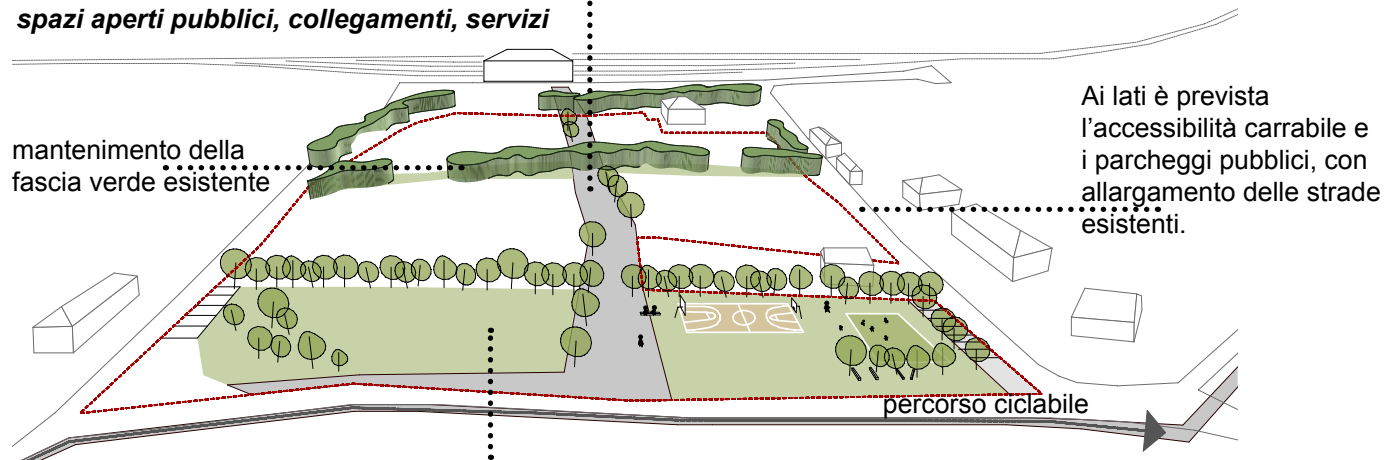 spazi aperti pubblici, collegamenti, servizi
mantenimento della
fascia verde esistente
Ai lati è prevista
l’accessibilità carrabile e
i parcheggi pubblici, con
allargamento delle strade
esistenti.
percorso ciclabile